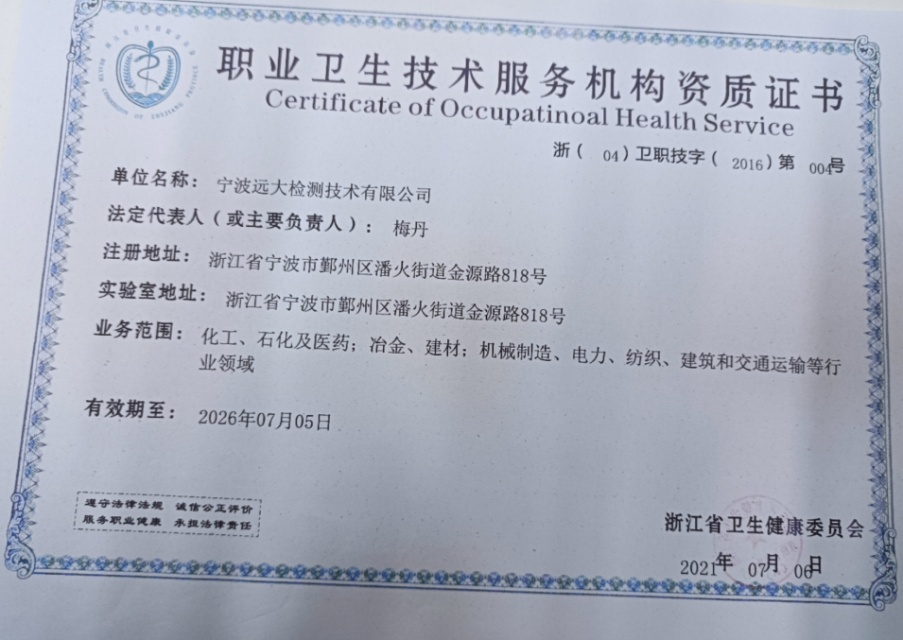 职业卫生技术服务机构资质证书
Certificate of Occupatinoal Health Service
浙（ 04）卫职技字（ 2016）第 004号
单位名称： 宁波远大检测技术有限公司
法定代表人（或主要负责人）： 梅丹
注册地址： 浙江省宁波市鄞州区潘火街道金源路818号
实验室地址： 浙江省宁波市鄞州区潘火街道金源路818号
业务范围： 化工、石化及医药；冶金、建材；机械制造、电力、纺织、建筑和交通运输等行
业领域
有效期至： 2026年07月05日
遵守法律法规 诚信公正评价
服务职业健康 承担法律责任
浙江省卫生健康委员会
2021年 07月 06日